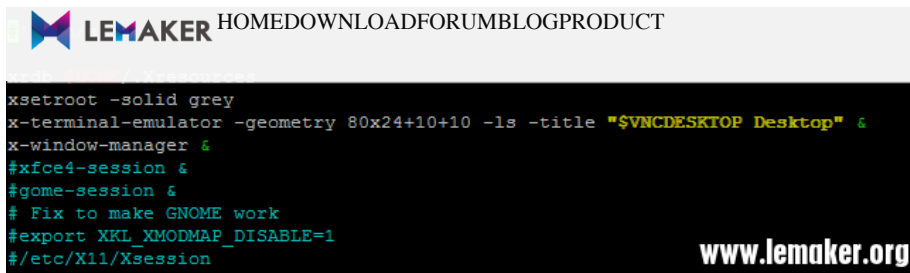 LEMAKER HOMEDOWNLOADFORUMBLOGPRODUCT
xsetroot -solid grey
x-terminal-emulator -geometry 80x24+10+10 -ls -title "$VNCDESKTOP Desktop" &
x-window-manager &
#xfce4-session &
#gome-session &
# Fix to make GNOME work
#export XKL_XMODMAP_DISABLE=1
#/etc/X11/Xsession
www.lemaker.org